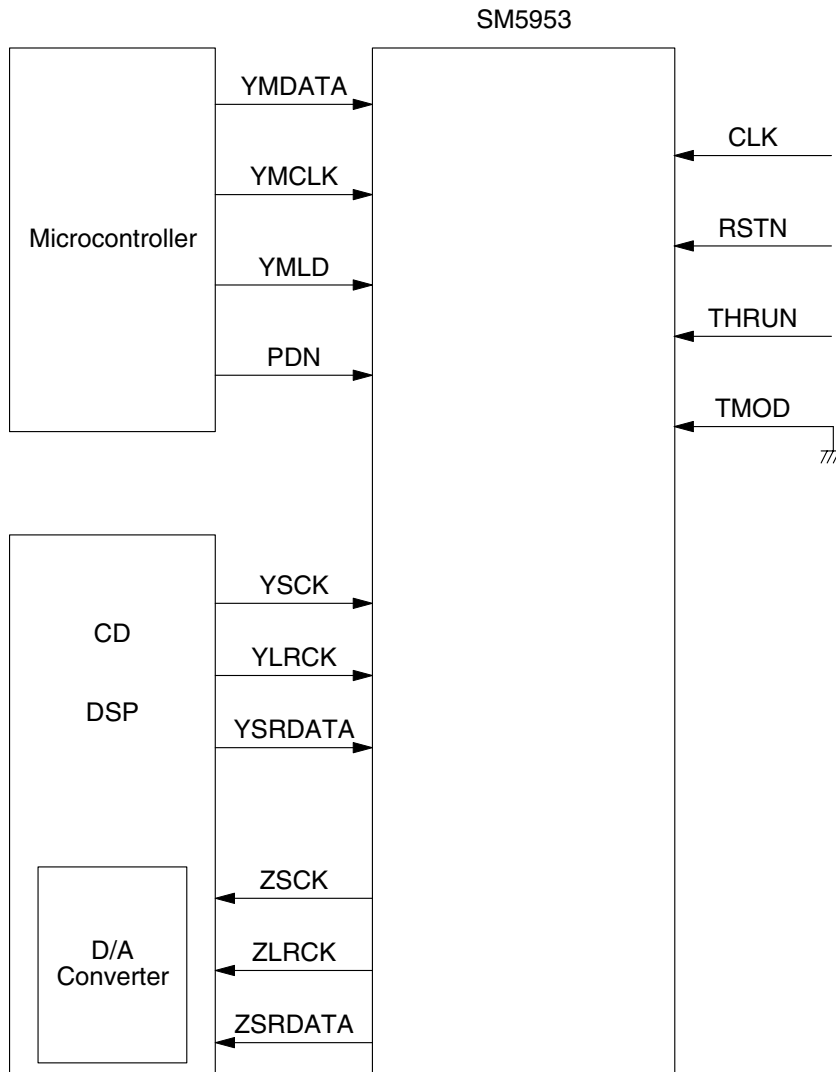 SM5953
YMDATA
YMCLK
Microcontroller
YMLD
PDN
CLK
RSTN
THRUN
TMOD
YSCK
CD
YLRCK
DSP
YSRDATA
ZSCK
D/A
Converter
ZLRCK
ZSRDATA